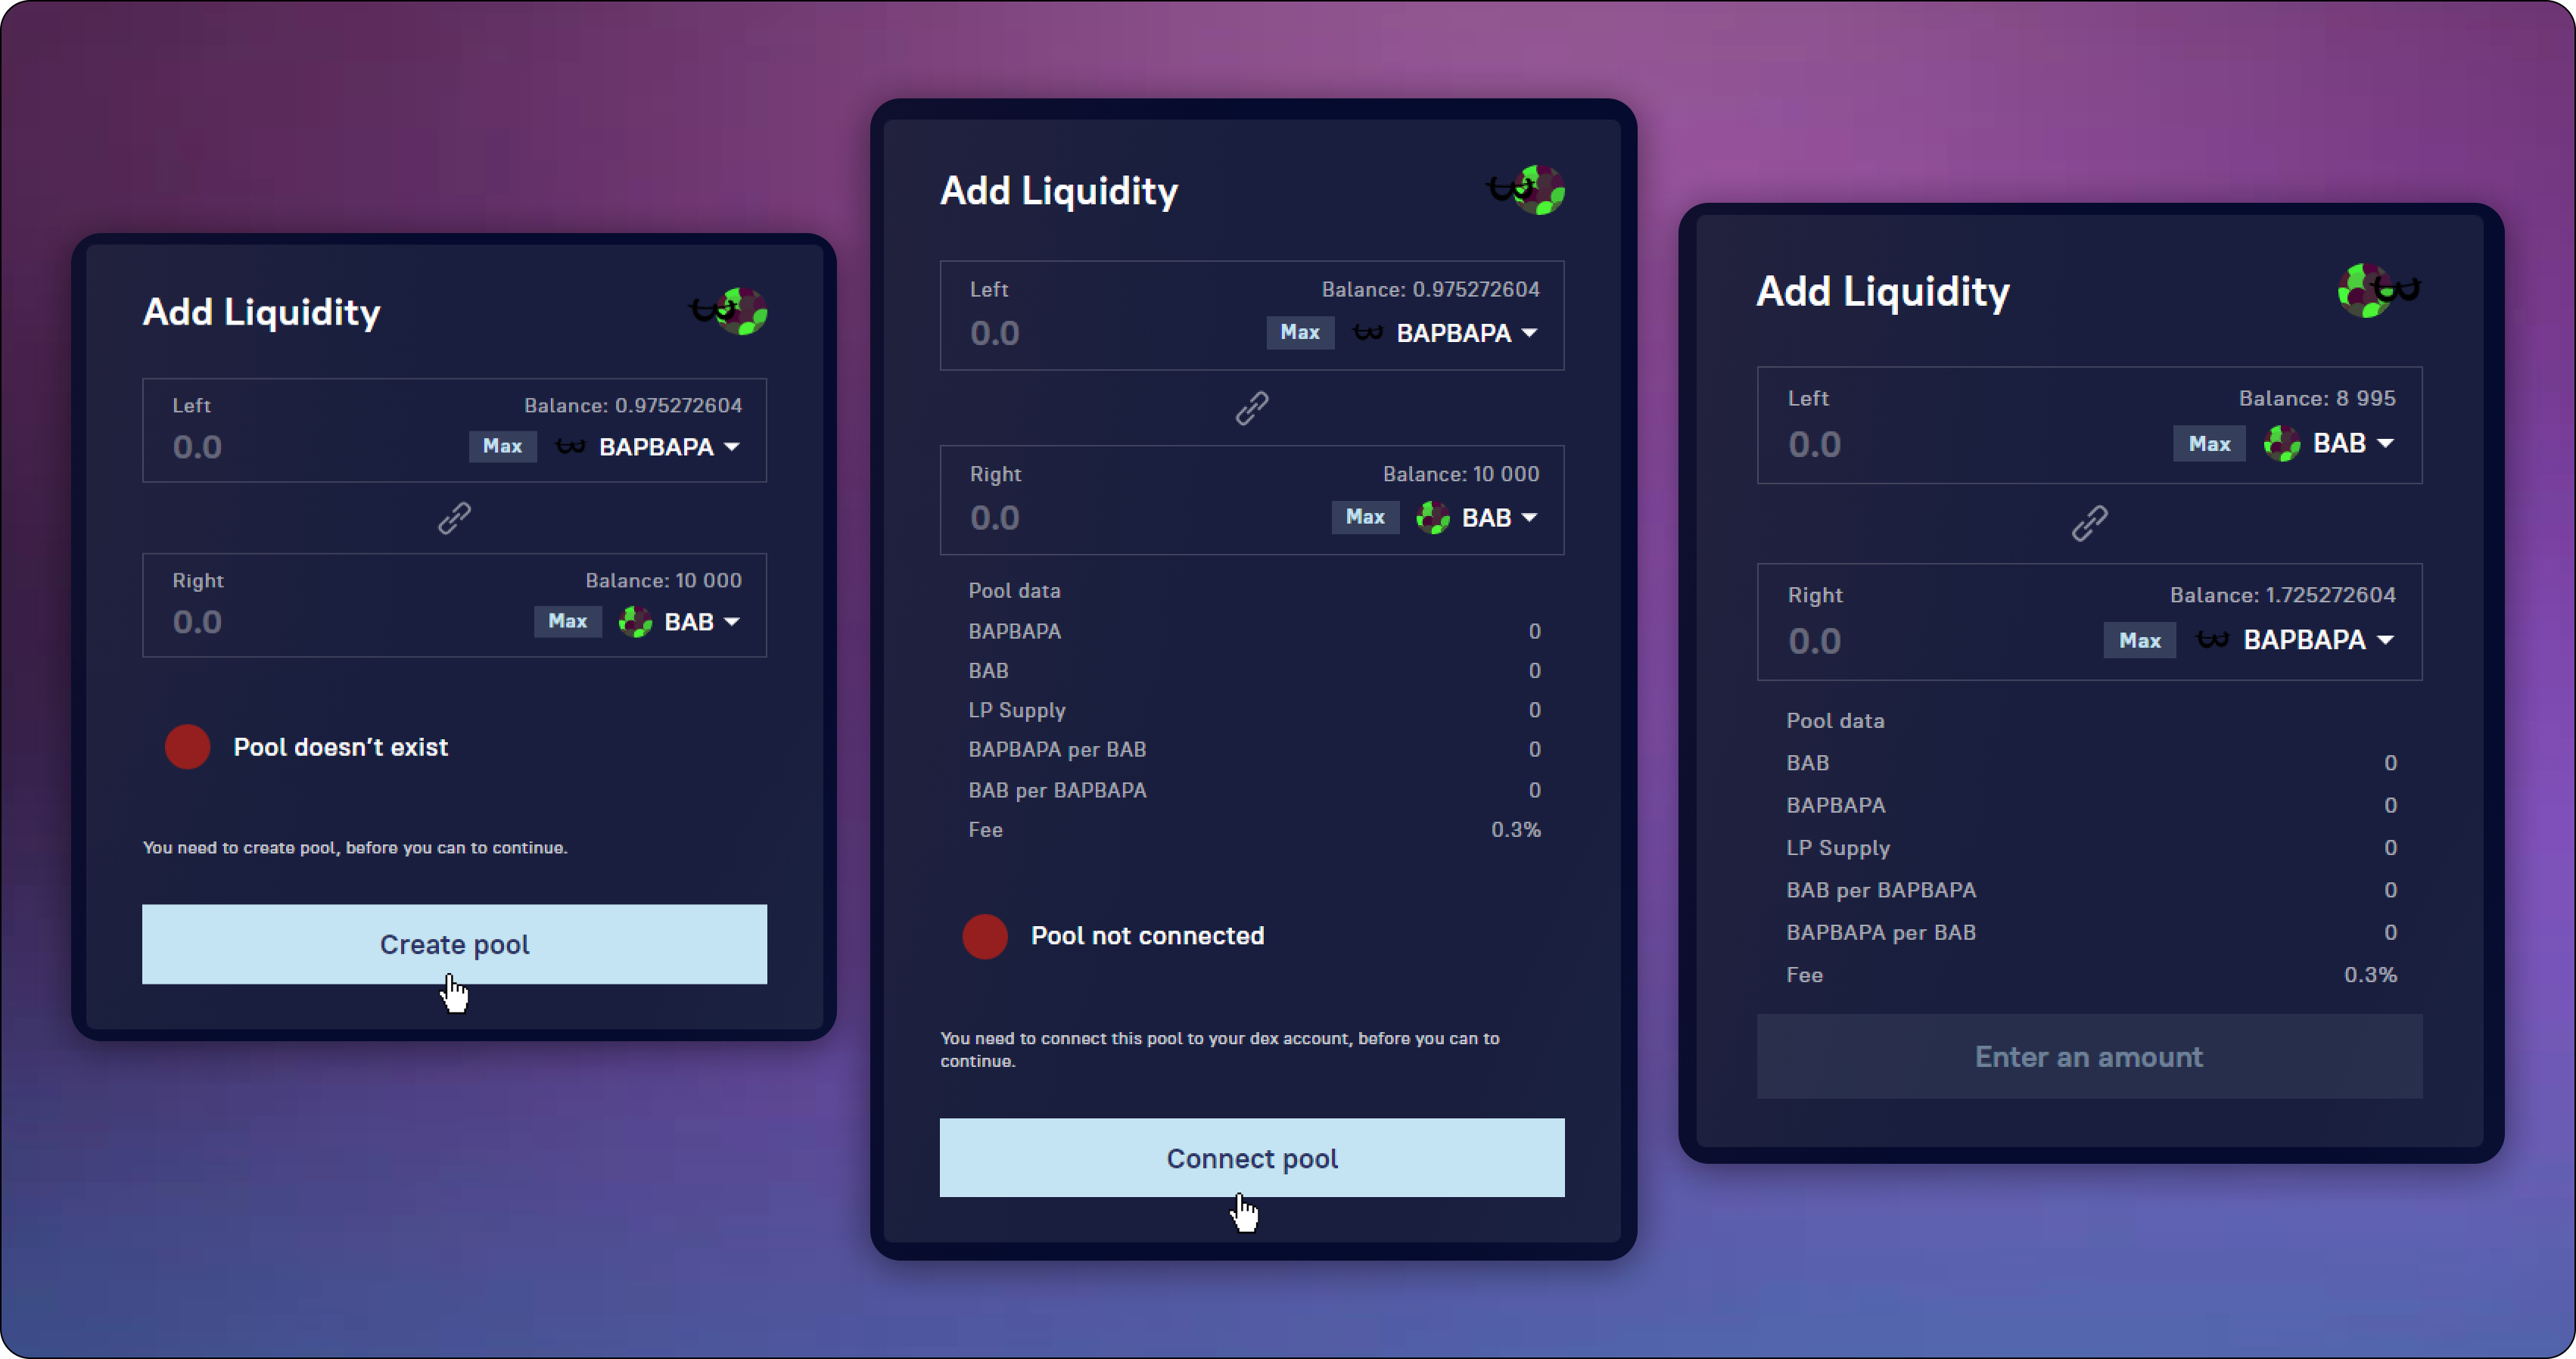 Add Liquidity
Left Balance: 0.975272604
0.0 Max BAPBAPA
Right Balance: 10 000
0.0 Max BAB
Pool doesn't exist
You need to create pool, before you can to continue.
Create pool
Add Liquidity
Left Balance: 0.975272604
0.0 Max BAPBAPA
Right Balance: 10 000
0.0 Max BAB
Pool data
BAPBAPA 0
BAB 0
LP Supply 0
BAPBAPA per BAB 0
BAB per BAPBAPA 0
Fee 0.3%
Pool not connected
You need to connect this pool to your dex account, before you can to
continue.
Connect pool
Add Liquidity
Left Balance: 8 995
0.0 Max BAB
Right Balance: 1.725272604
0.0 Max BAPBAPA
Pool data
BAB 0
BAPBAPA 0
LP Supply 0
BAB per BAPBAPA 0
BAPBAPA per BAB 0
Fee 0.3%
Enter an amount